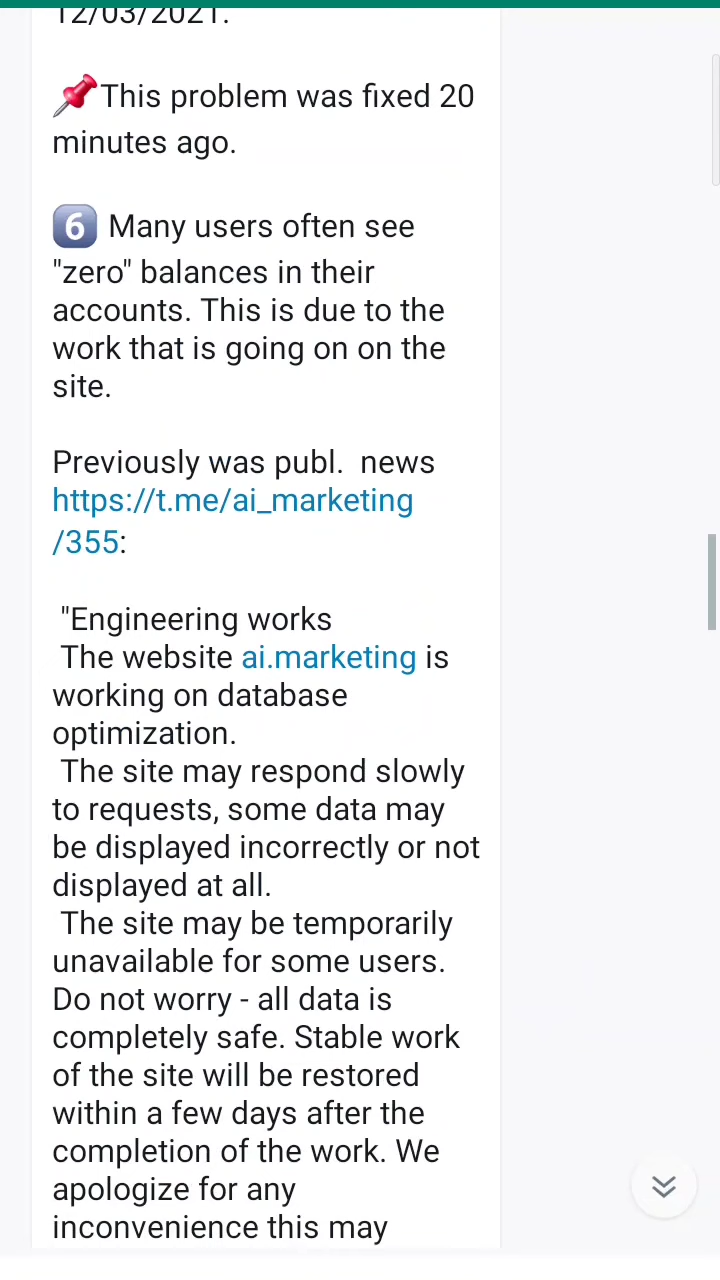 12/03/2021.
📌This problem was fixed 20
minutes ago.
6️⃣ Many users often see
"zero" balances in their
accounts. This is due to the
work that is going on on the
site.
Previously was publ.  news
https://t.me/ai_marketing
/355:
"Engineering works
The website ai.marketing is
working on database
optimization.
The site may respond slowly
to requests, some data may
be displayed incorrectly or not
displayed at all.
The site may be temporarily
unavailable for some users.
Do not worry - all data is
completely safe. Stable work
of the site will be restored
within a few days after the
completion of the work. We
apologize for any
inconvenience this may